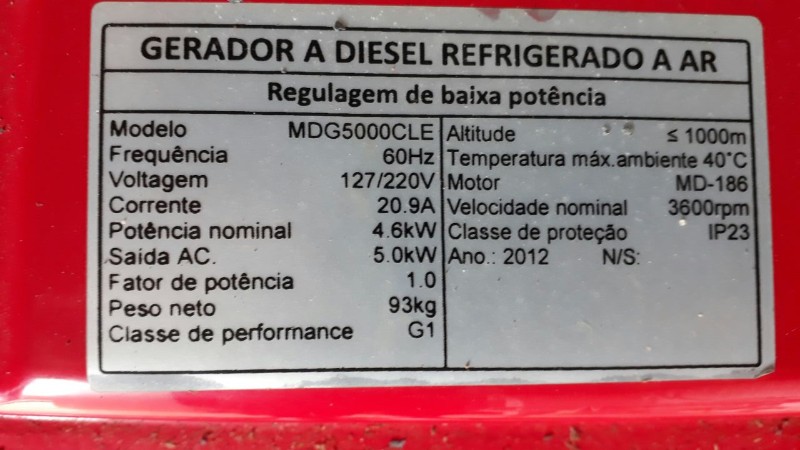 GERADOR A DIESEL REFRIGERADO A AR
Regulagem de baixa potência
Modelo MDG5000CLE
Frequência 60Hz
Voltagem 127/220V
Corrente 20.9A
Potência nominal 4.6kW
Saída AC. 5.0kW
Fator de potência 1.0
Peso neto 93kg
Classe de performance G1
Altitude ≤ 1000m
Temperatura máx.ambiente 40°C
Motor MD-186
Velocidade nominal 3600rpm
Classe de proteção IP23
Ano.: 2012 N/S: